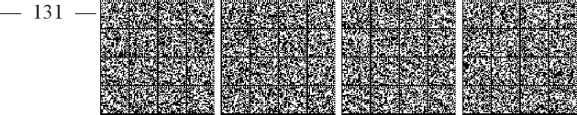 — 131 —